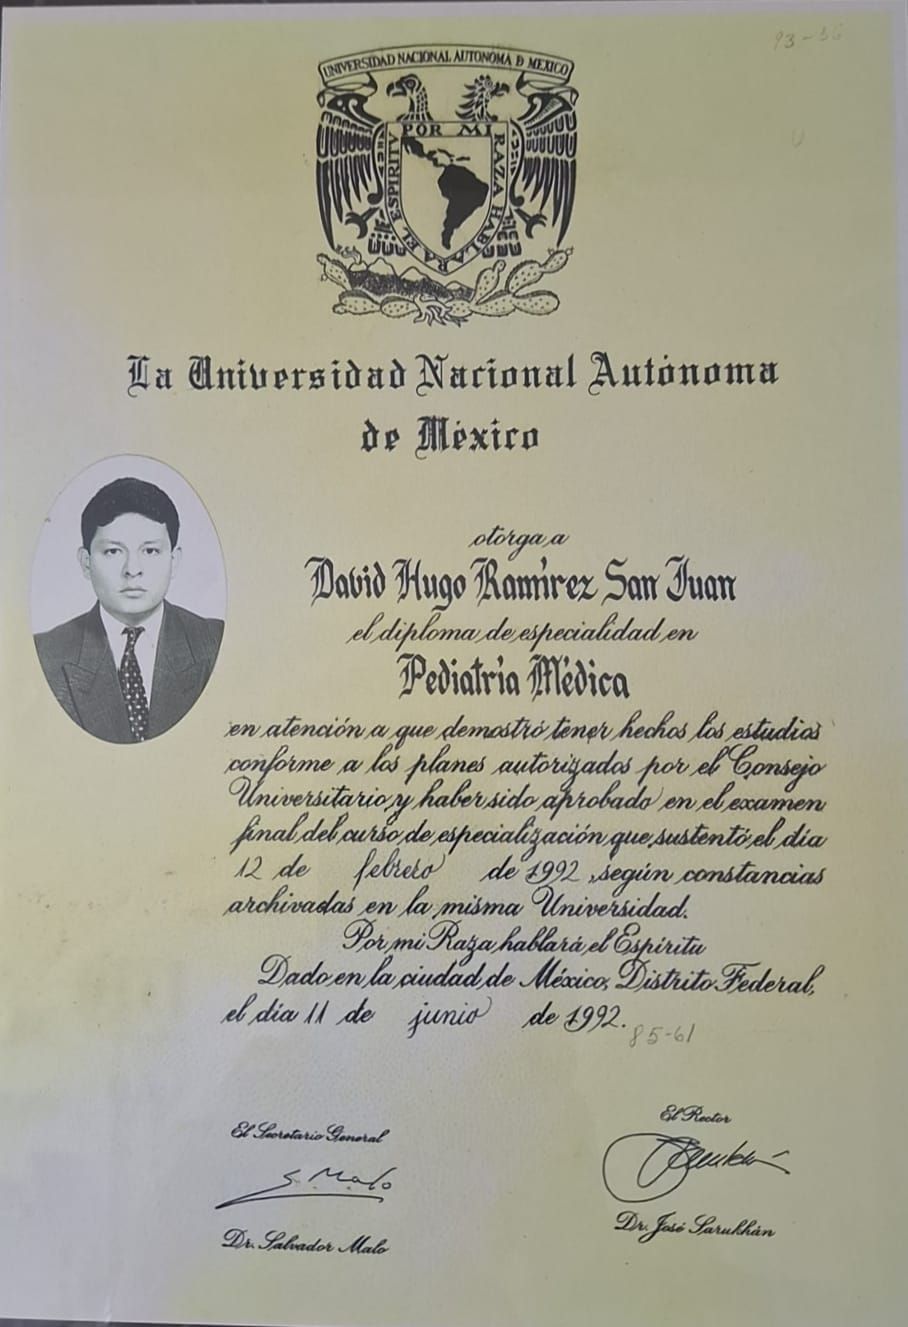 93-36
UNIVERSIDAD NACIONAL AUTONOMA D MEXICO
POR MI RAZA HABLARA EL ESPIRITU
La Universidad Nacional Autónoma
de México
otorga a
David Hugo Ramírez San Juan
el diploma de especialidad en
Pediatría Médica
en atención a que demostró tener hechos los estudios
conforme a los planes autorizados por el Consejo
Universitario y haber sido aprobado en el examen
final del curso de especialización que sustentó el día
12 de febrero de 1992, según constancias
archivadas en la misma Universidad.
Por mi Raza hablará el Espíritu
Dado en la ciudad de México, Distrito Federal,
el día 11 de junio de 1992.
85-61
El Secretario General
S. Malo
Dr. Salvador Malo
El Rector
Dr. José Sarukhán